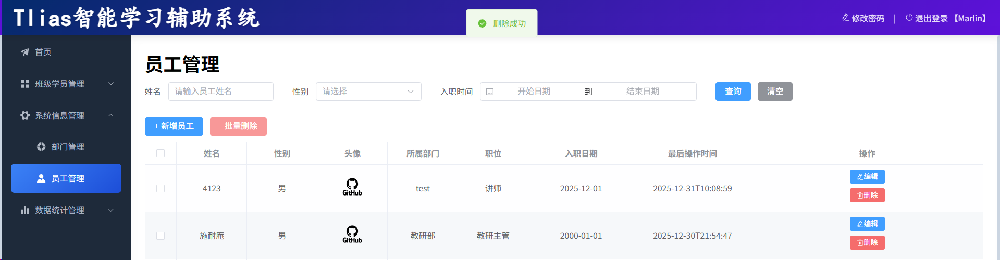 Tlias智能学习辅助系统
删除成功
修改密码 | 退出登录 【Marlin】
首页
班级学员管理
系统信息管理
部门管理
员工管理
数据统计管理
员工管理
姓名 请输入员工姓名 性别 请选择 入职时间 开始日期 到 结束日期 查询 清空
+ 新增员工 - 批量删除
姓名 性别 头像 所属部门 职位 入职日期 最后操作时间 操作
4123 男 GitHub test 讲师 2025-12-01 2025-12-31T10:08:59 编辑
删除
施耐庵 男 GitHub 教研部 教研主管 2000-01-01 2025-12-30T21:54:47 编辑
删除